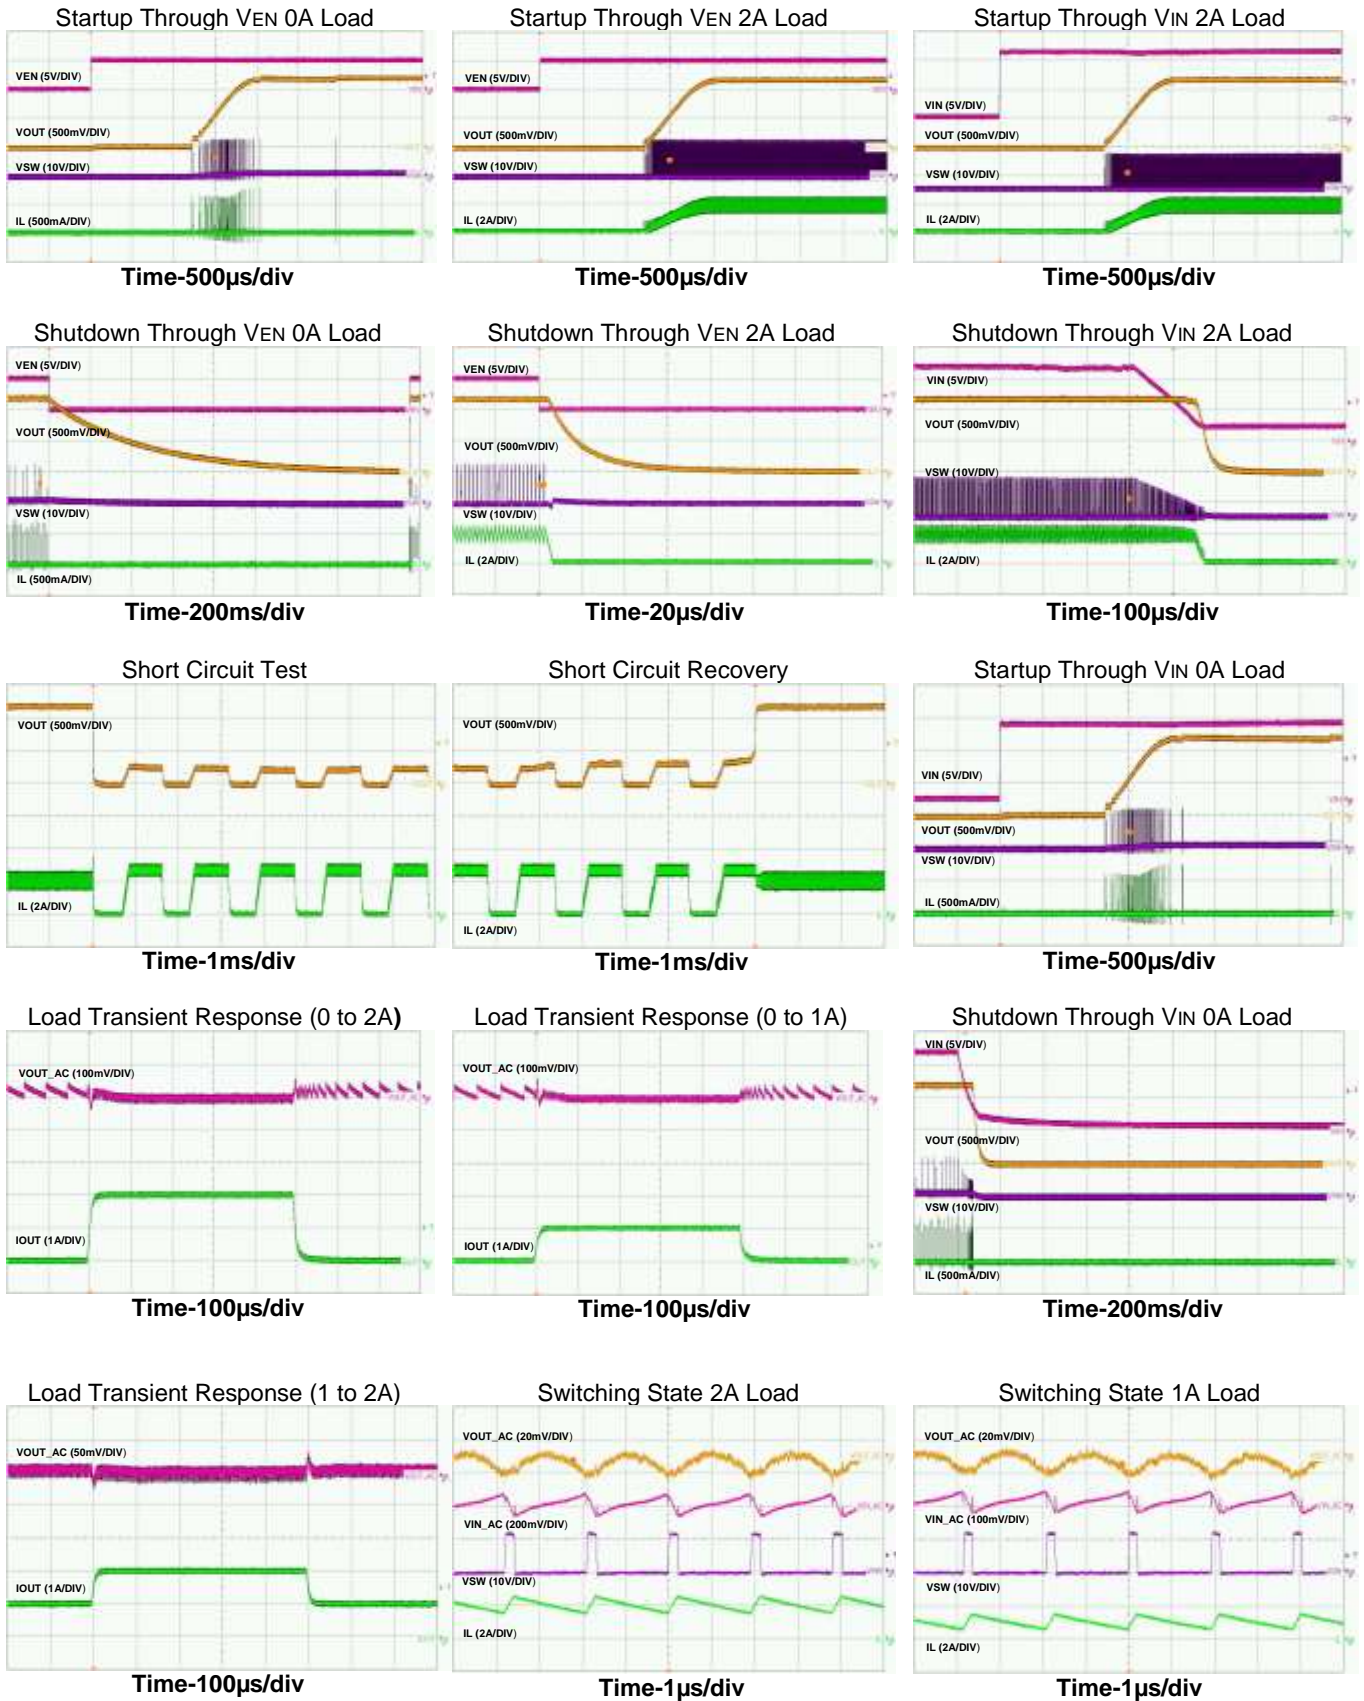 Startup Through VEN 0A Load
VEN (5V/DIV)
VOUT (500mV/DIV)
VSW (10V/DIV)
IL (500mA/DIV)
Time-500µs/div
Startup Through VEN 2A Load
VEN (5V/DIV)
VOUT (500mV/DIV)
VSW (10V/DIV)
IL (2A/DIV)
Time-500µs/div
Startup Through VIN 2A Load
VIN (5V/DIV)
VOUT (500mV/DIV)
VSW (10V/DIV)
IL (2A/DIV)
Time-500µs/div
Shutdown Through VEN 0A Load
VEN (5V/DIV)
VOUT (500mV/DIV)
VSW (10V/DIV)
IL (500mA/DIV)
Time-200ms/div
Shutdown Through VEN 2A Load
VEN (5V/DIV)
VOUT (500mV/DIV)
VSW (10V/DIV)
IL (2A/DIV)
Time-20µs/div
Shutdown Through VIN 2A Load
VIN (5V/DIV)
VOUT (500mV/DIV)
VSW (10V/DIV)
IL (2A/DIV)
Time-100µs/div
Short Circuit Test
VOUT (500mV/DIV)
IL (2A/DIV)
Time-1ms/div
Short Circuit Recovery
VOUT (500mV/DIV)
IL (2A/DIV)
Time-1ms/div
Startup Through VIN 0A Load
VIN (5V/DIV)
VOUT (500mV/DIV)
VSW (10V/DIV)
IL (500mA/DIV)
Time-500µs/div
Load Transient Response (0 to 2A)
VOUT_AC (100mV/DIV)
IOUT (1A/DIV)
Time-100µs/div
Load Transient Response (0 to 1A)
VOUT_AC (100mV/DIV)
IOUT (1A/DIV)
Time-100µs/div
Shutdown Through VIN 0A Load
VIN (5V/DIV)
VOUT (500mV/DIV)
VSW (10V/DIV)
IL (500mA/DIV)
Time-200ms/div
Load Transient Response (1 to 2A)
VOUT_AC (50mV/DIV)
IOUT (1A/DIV)
Time-100µs/div
Switching State 2A Load
VOUT_AC (20mV/DIV)
VIN_AC (200mV/DIV)
VSW (10V/DIV)
IL (2A/DIV)
Time-1µs/div
Switching State 1A Load
VOUT_AC (20mV/DIV)
VIN_AC (100mV/DIV)
VSW (10V/DIV)
IL (2A/DIV)
Time-1µs/div